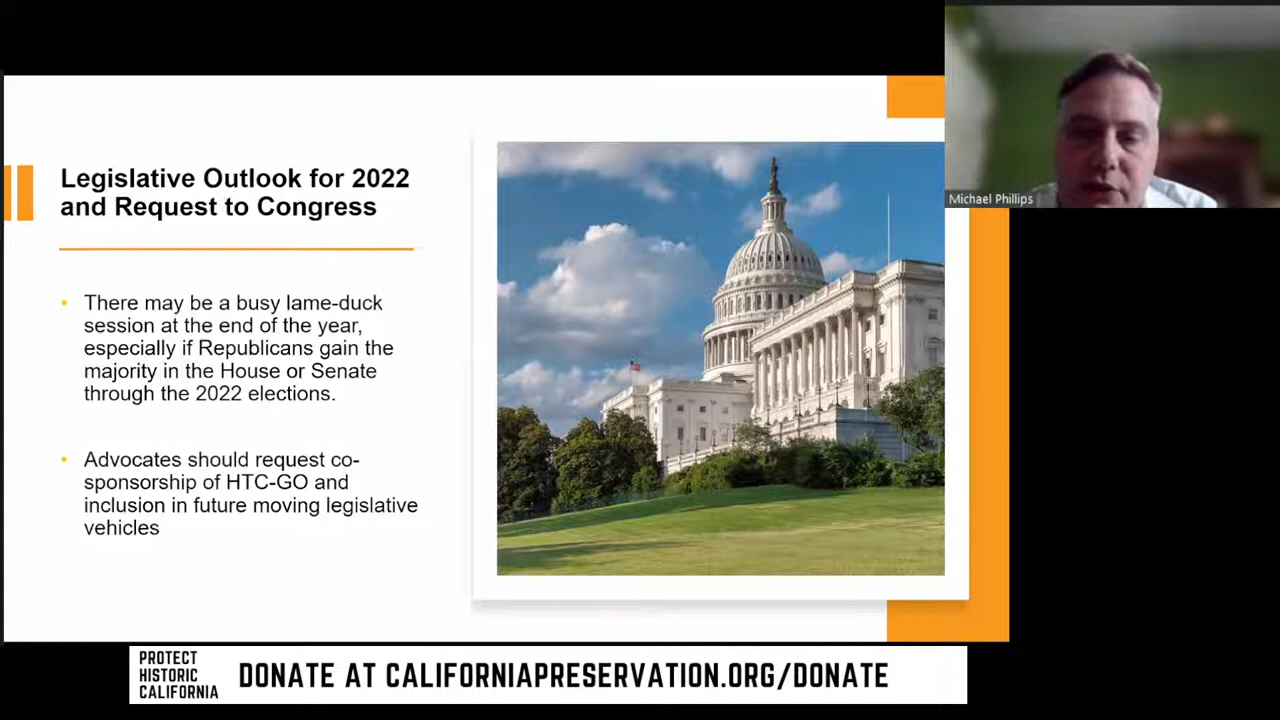 Legislative Outlook for 2022
and Request to Congress
• There may be a busy lame-duck
session at the end of the year,
especially if Republicans gain the
majority in the House or Senate
through the 2022 elections.
• Advocates should request co-
sponsorship of HTC-GO and
inclusion in future moving legislative
vehicles
Michael Phillips
PROTECT
HISTORIC
CALIFORNIA
DONATE AT CALIFORNIAPRESERVATION.ORG/DONATE